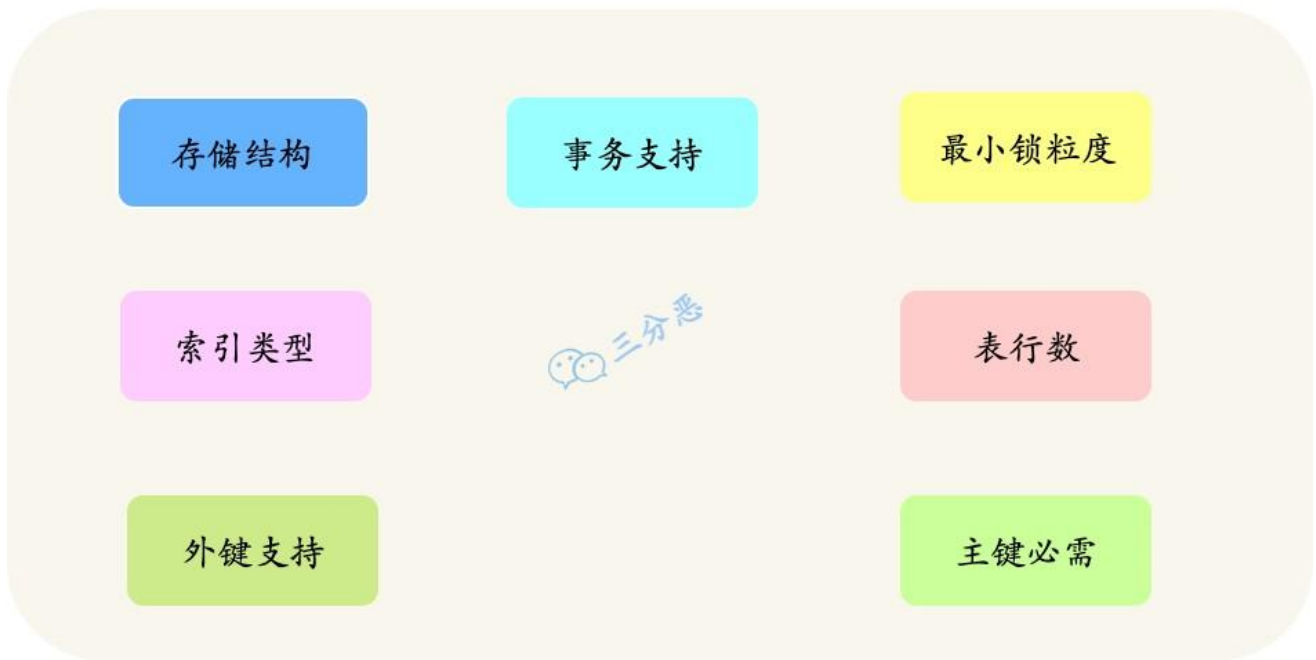 存储结构
事务支持
最小锁粒度
索引类型
三分恶
表行数
外键支持
主键必需